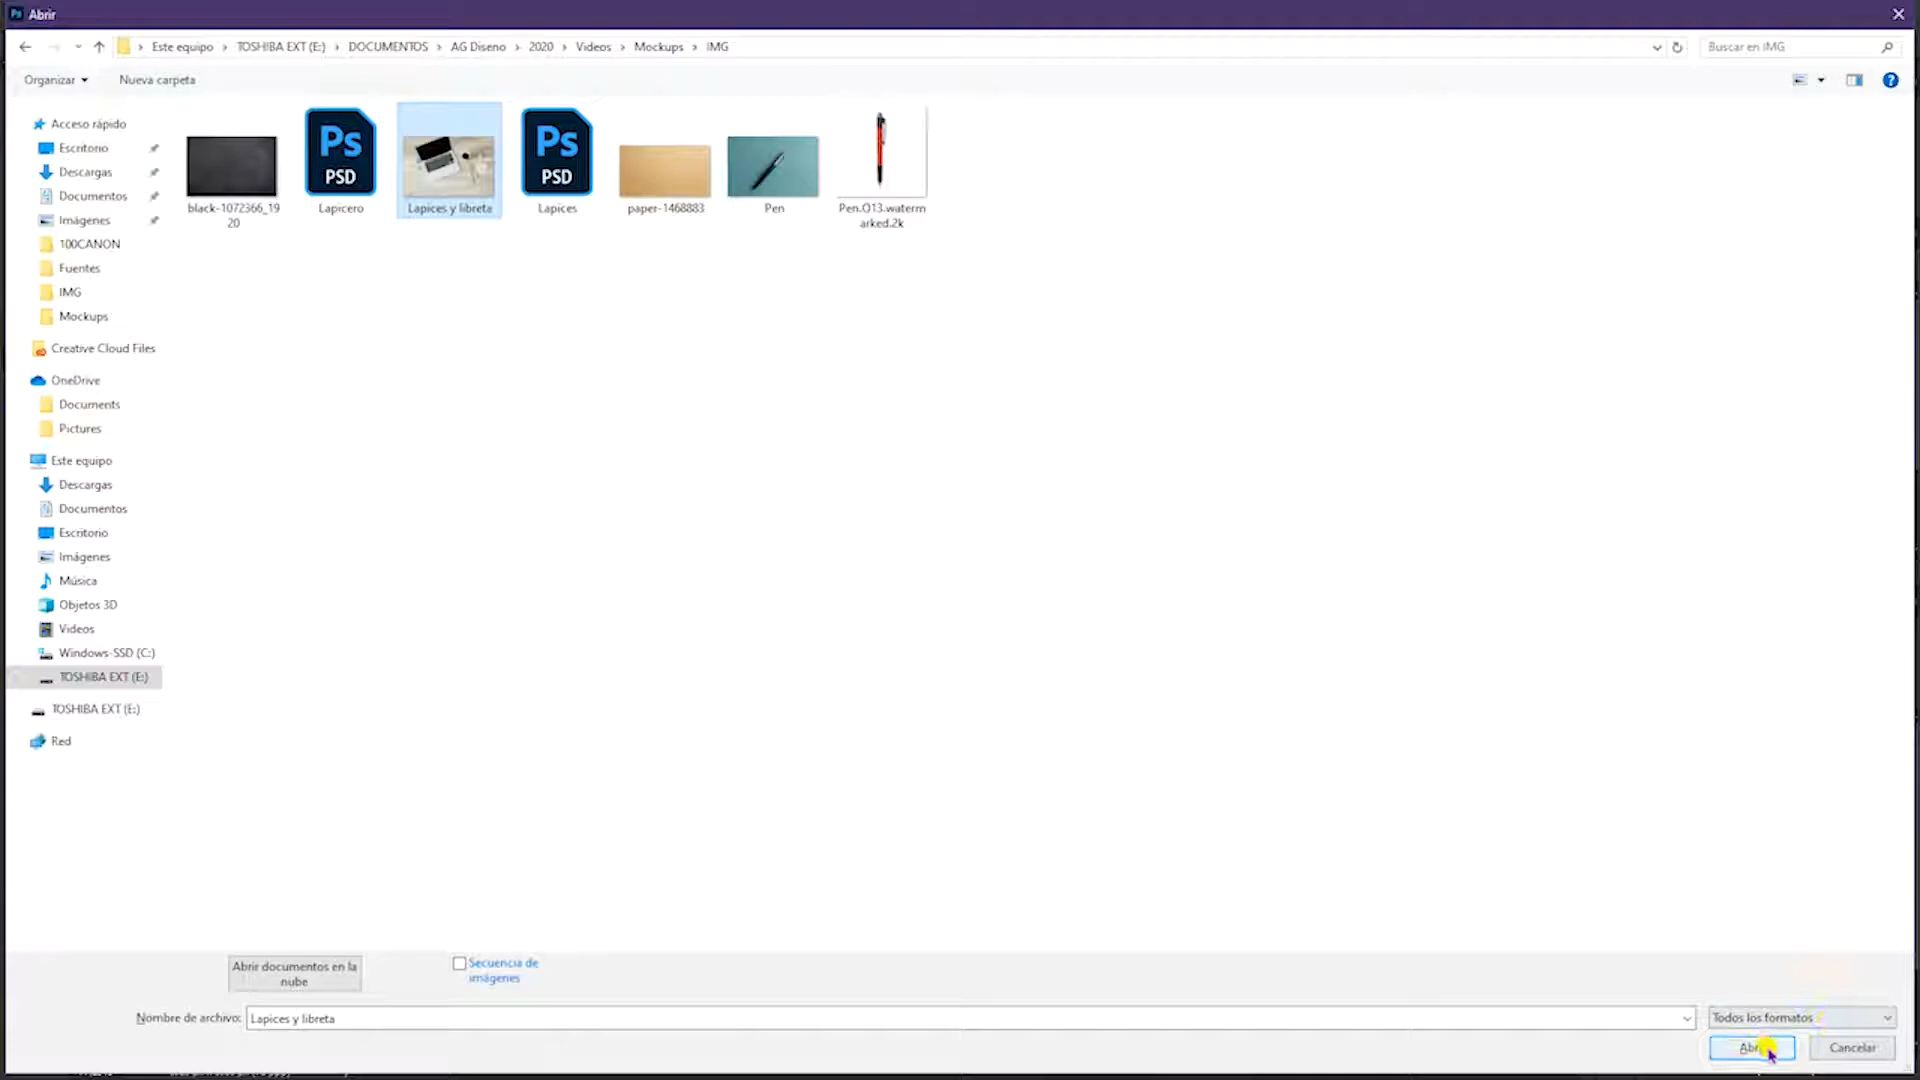 Ps Abrir
Este equipo > TOSHIBA EXT (E:) > DOCUMENTOS > AG Diseno > 2020 > Videos > Mockups > IMG
Buscar en IMG
Organizar
Nueva carpeta
?
Acceso rápido
Escritorio
Descargas
Documentos
Imágenes
100CANON
Fuentes
IMG
Mockups
Creative Cloud Files
OneDrive
Documents
Pictures
Este equipo
Descargas
Documentos
Escritorio
Imágenes
Música
Objetos 3D
Videos
Windows-SSD (C:)
TOSHIBA EXT (E:)
TOSHIBA EXT (E:)
Red
black-1072366_19
20
Ps
PSD
Lapicero
Lapices y libreta
Ps
PSD
Lapices
paper-1468883
Pen
Pen.O13.waterm
arked.2k
Abrir documentos en la
nube
Secuencia de
imágenes
Nombre de archivo:
Lapices y libreta
Todos los formatos
Cancelar